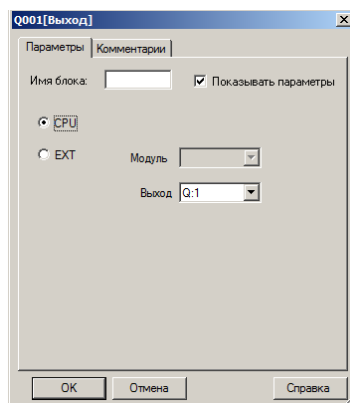 Q001[Выход]
Параметры Комментарии
Имя блока: Показывать параметры
CPU
EXT Модуль
Выход Q:1
OK Отмена Справка